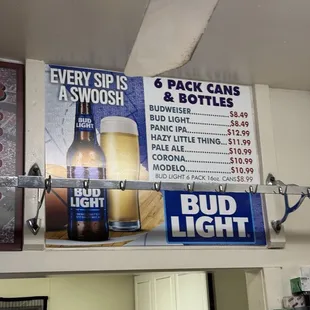 EVERY SIP IS
A SWOOSH
6 PACK CANS
& BOTTLES
BUDWEISER..............$8.49
BUD LIGHT..............$8.49
PANIC IPA..............$12.99
HAZY LITTLE THING....$11.99
PALE ALE..............$10.99
CORONA..............$10.99
MODELO..............$10.99
BUD
LIGHT
BUD
LIGHT
BUD LIGHT 6 PACK 16oz. CANS $8.99